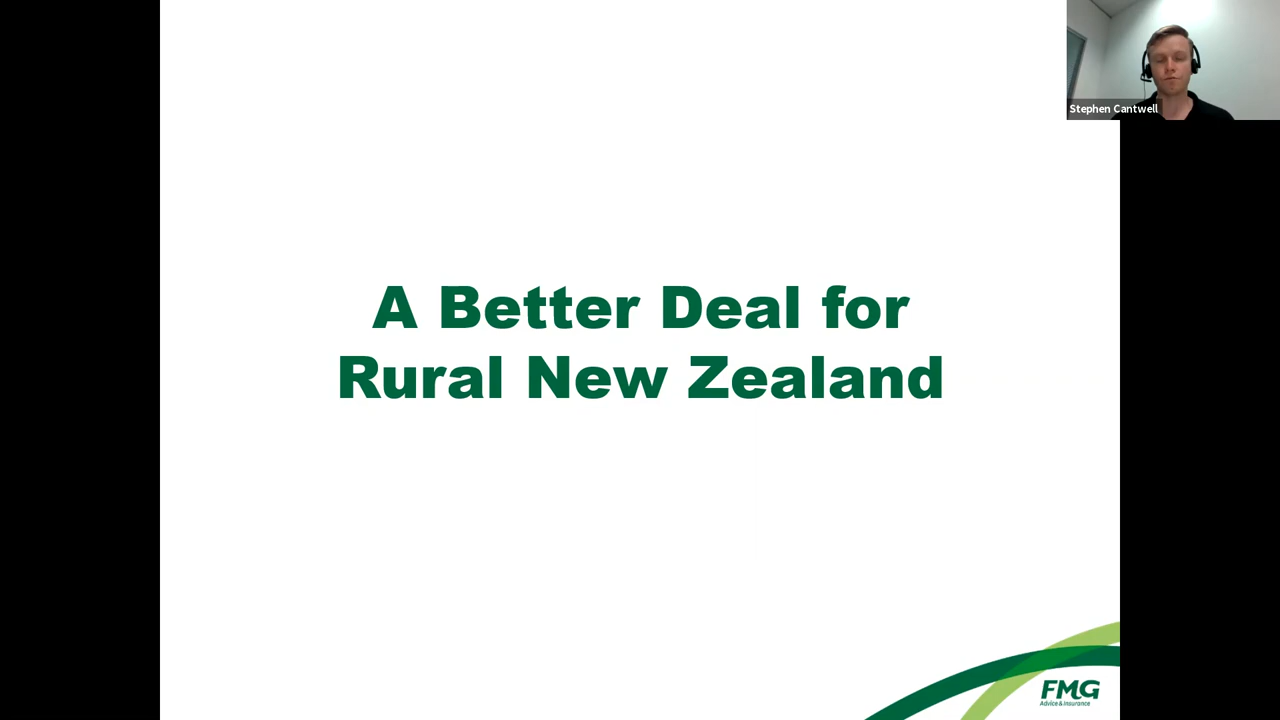 Stephen Cantwell
A Better Deal for
Rural New Zealand
FMG
Advice & Insurance